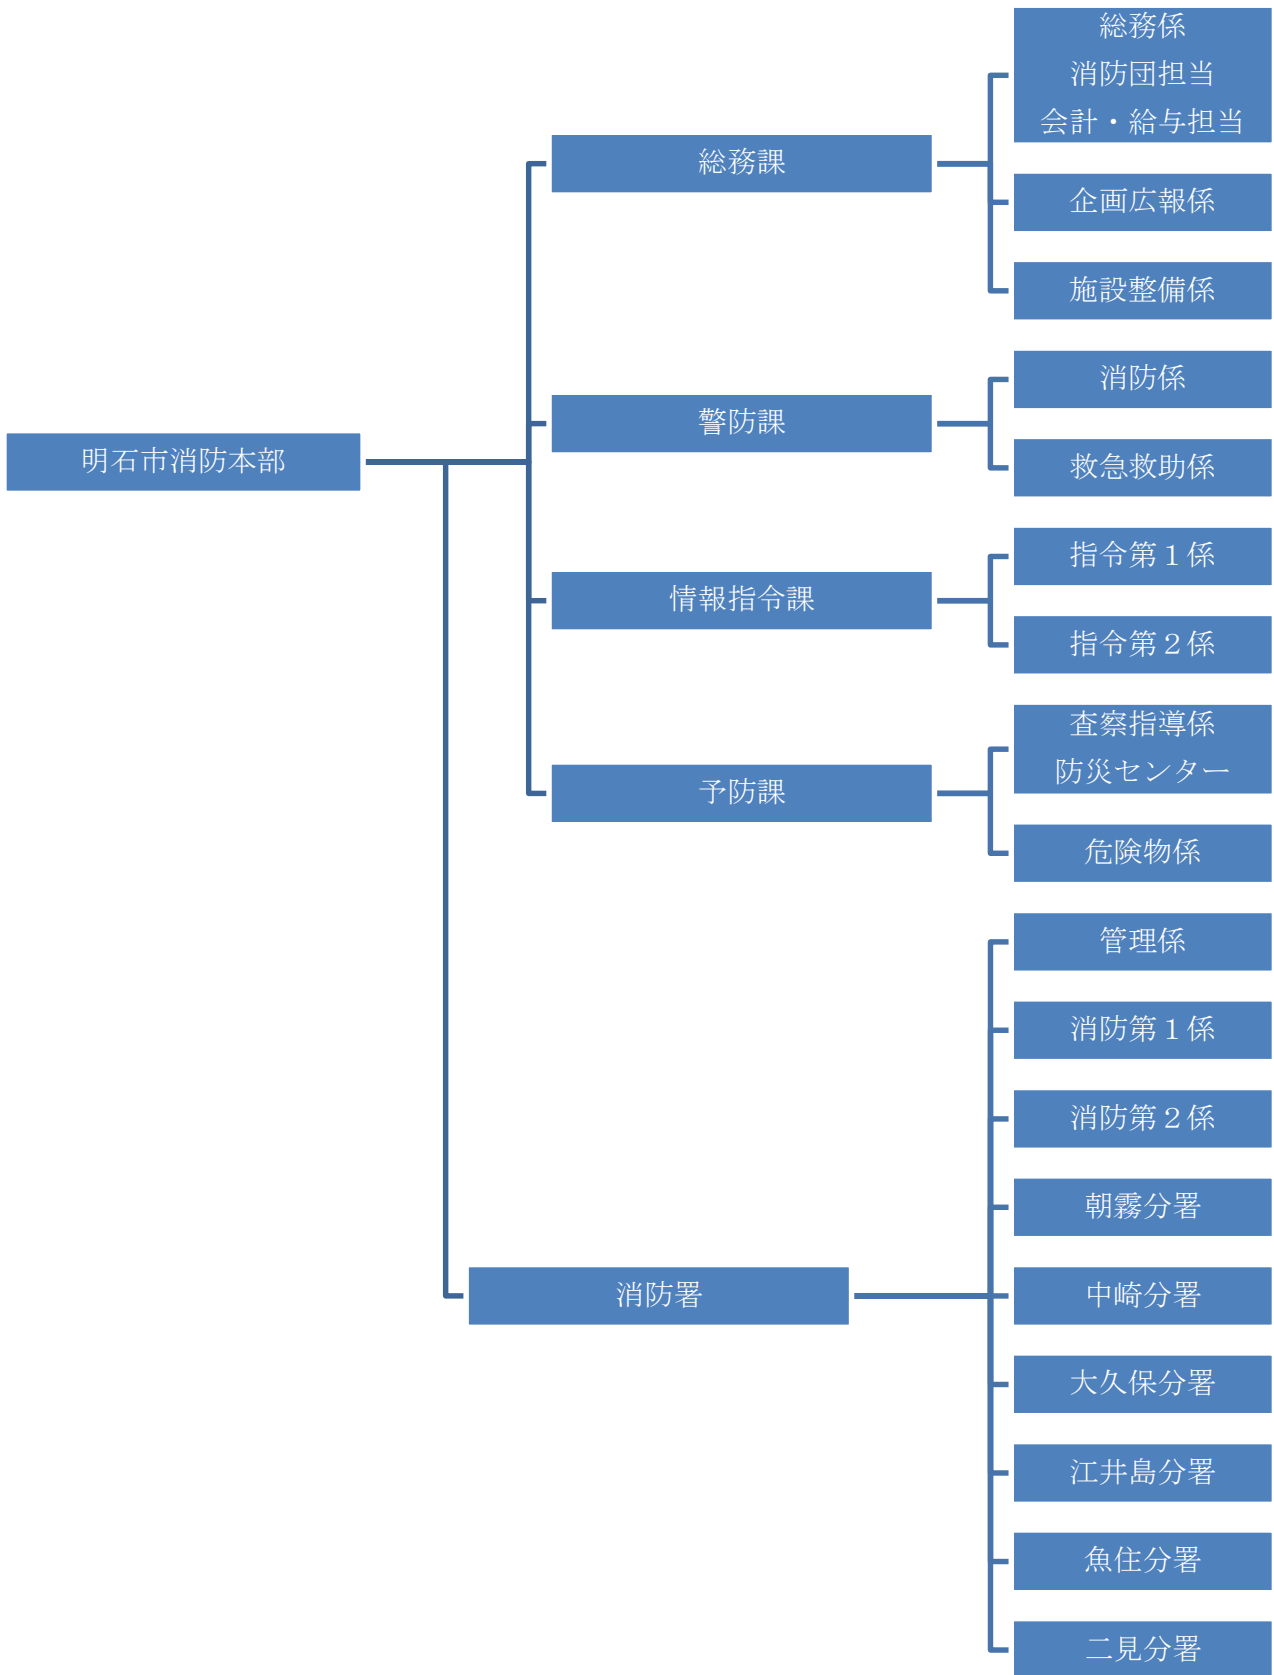 明石市消防本部
総務課
総務係
消防団担当
会計・給与担当
企画広報係
施設整備係
警防課
消防係
救急救助係
情報指令課
指令第１係
指令第２係
予防課
査察指導係
防災センター
危険物係
消防署
管理係
消防第１係
消防第２係
朝霧分署
中崎分署
大久保分署
江井島分署
魚住分署
二見分署